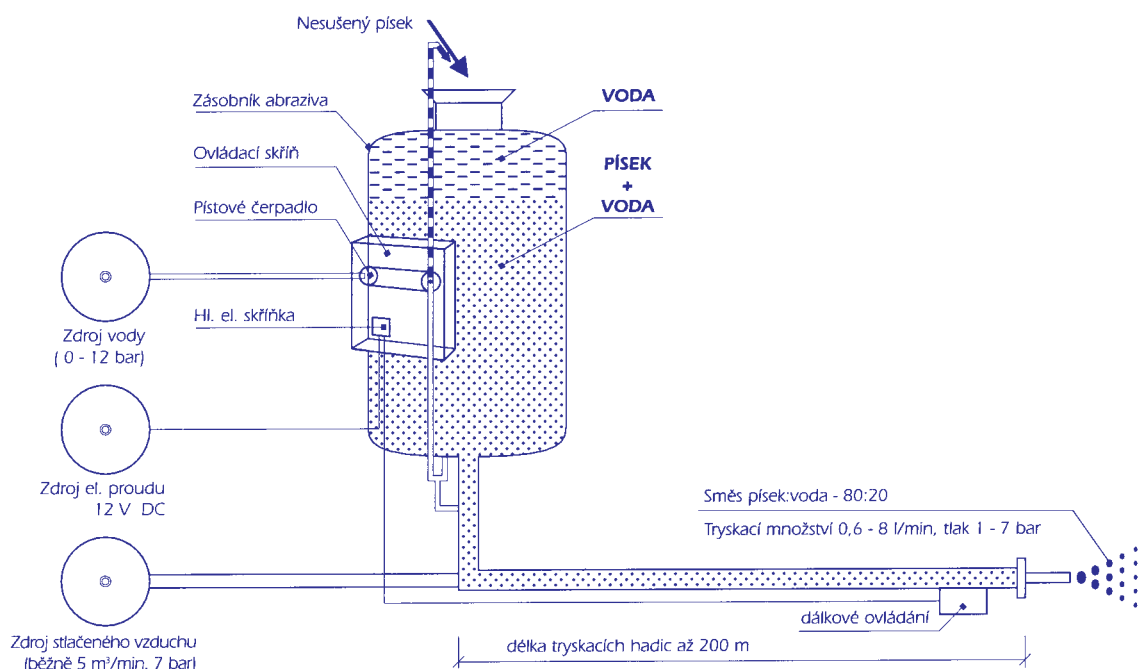 Nesušený písek
Zásobník abraziva
VODA
Ovládací skříň
PÍSEK
+
VODA
Pístové čerpadlo
Hl. el. skříňka
Zdroj vody
( 0 - 12 bar)
Zdroj el. proudu
12 V DC
Směs písek:voda - 80:20
Tryskací množství 0,6 - 8 l/min, tlak 1 - 7 bar
dálkové ovládání
Zdroj stlačeného vzduchu
(běžně 5 m³/min, 7 bar)
délka tryskacích hadic až 200 m